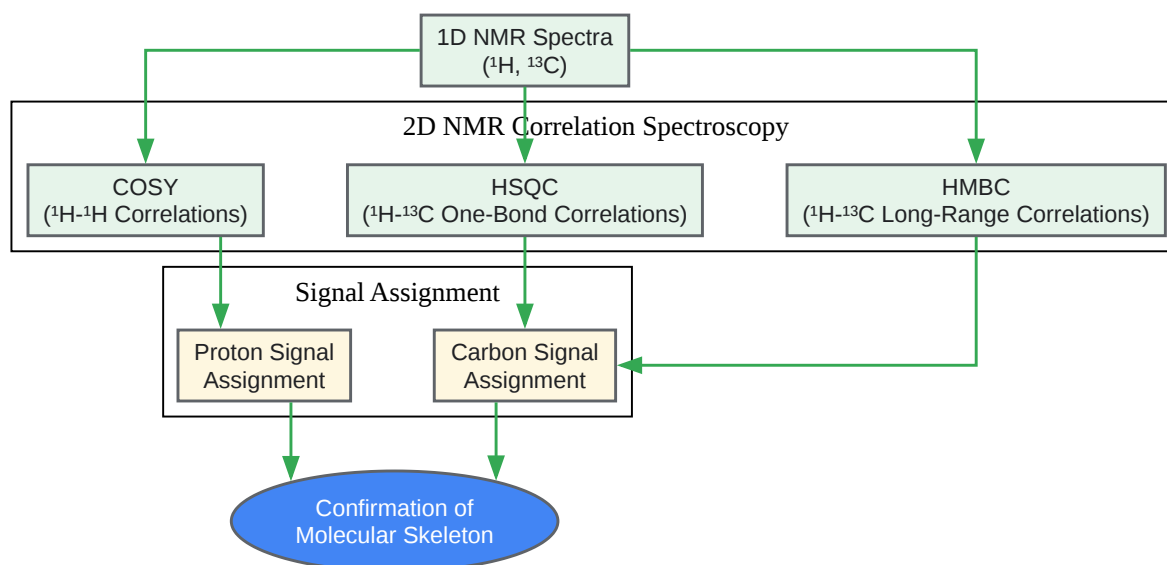 1D NMR Spectra
(¹H, ¹³C)
2D NMR Correlation Spectroscopy
COSY
(¹H-¹H Correlations)
HSQC
(¹H-¹³C One-Bond Correlations)
HMBC
(¹H-¹³C Long-Range Correlations)
Signal Assignment
Proton Signal
Assignment
Carbon Signal
Assignment
Confirmation of
Molecular Skeleton